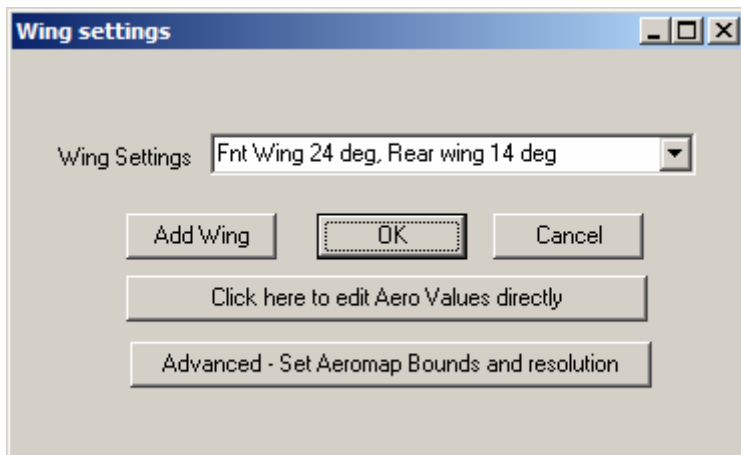 Wing settings
Wing Settings Fnt Wing 24 deg, Rear wing 14 deg
Add Wing OK Cancel
Click here to edit Aero Values directly
Advanced - Set Aeromap Bounds and resolution